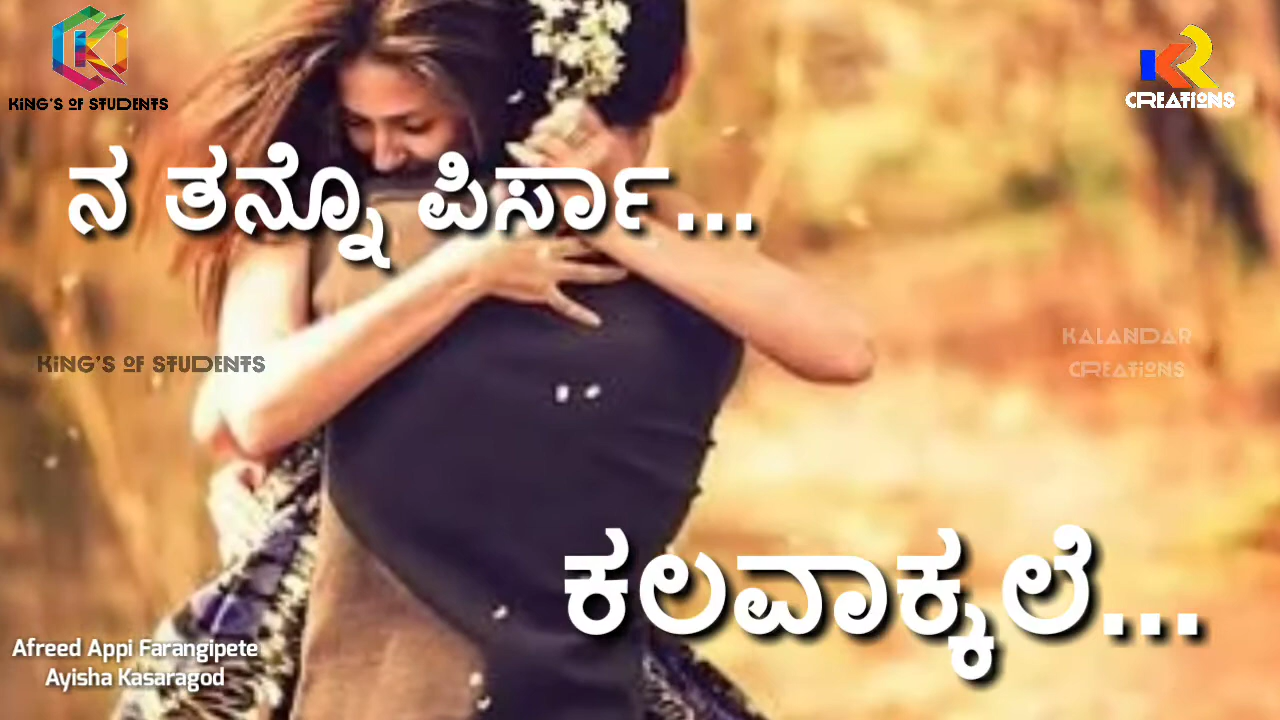 KiNG'S OF STUDENTS
CREATiONS
ನ ತನ್ನೊ ಪಿರ್ಸಾ...
KiNG'S OF STUDENTS
KALANDAR
CREATiONS
ಕಲವಾಕ್ಕಲೆ...
Afreed Appi Farangipete
Ayisha Kasaragod